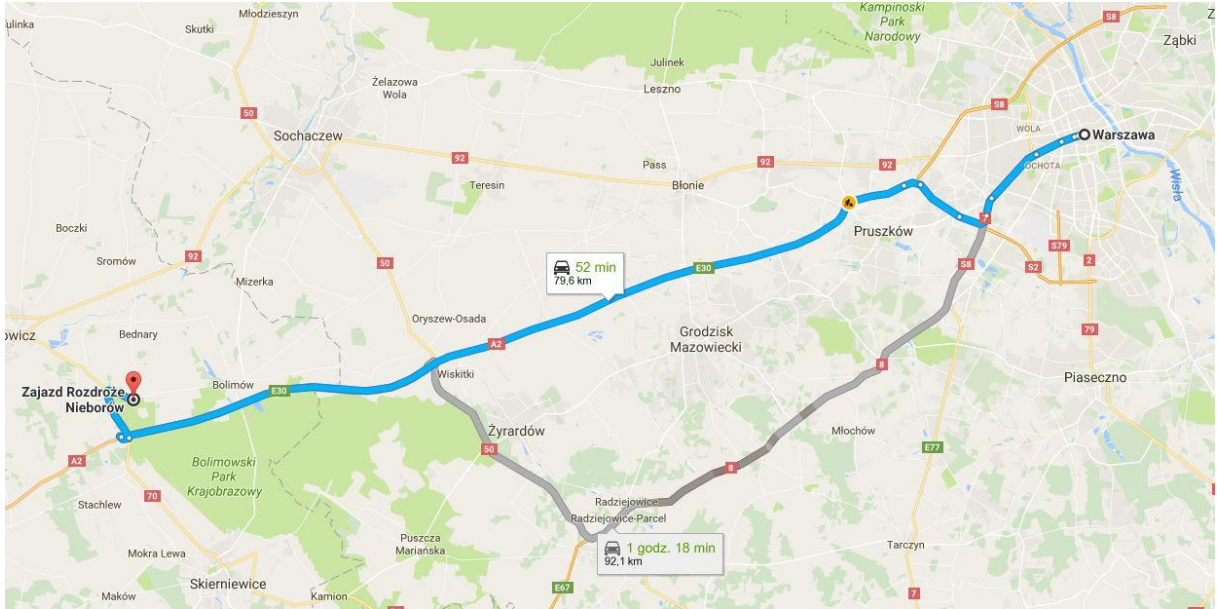 Młodzieszyn
Kampinoski
Park
Narodowy
S8
Julinka
Skutki
Ząbki
Julinek
Leszno
Żelazowa
Wola
50
S8
WOLA
Warszawa
Sochaczew
92
Pass
92
92
OCHOTA
Teresin
Błonie
Wisła
Boczki
Pruszków
7
92
Sromów
50
52 min
79,6 km
E30
S8
S79
S2
2
Mizerka
Oryszew-Osada
Grodzisk
Mazowiecki
79
owicz
Bednary
A2
8
Zajazd Rozdroże
Nieborów
Bolimów
E30
Wiskitki
Piaseczno
Żyrardów
Młochów
50
E77
A2
Bolimowski
Park
Krajobrazowy
8
70
Stachlew
Radziejowice
Radziejowice-Parcel
Puszcza
Mariańska
1 godz. 18 min
92,1 km
Mokra Lewa
Tarczyn
Skierniewice
E67
Maków
Kamion
7